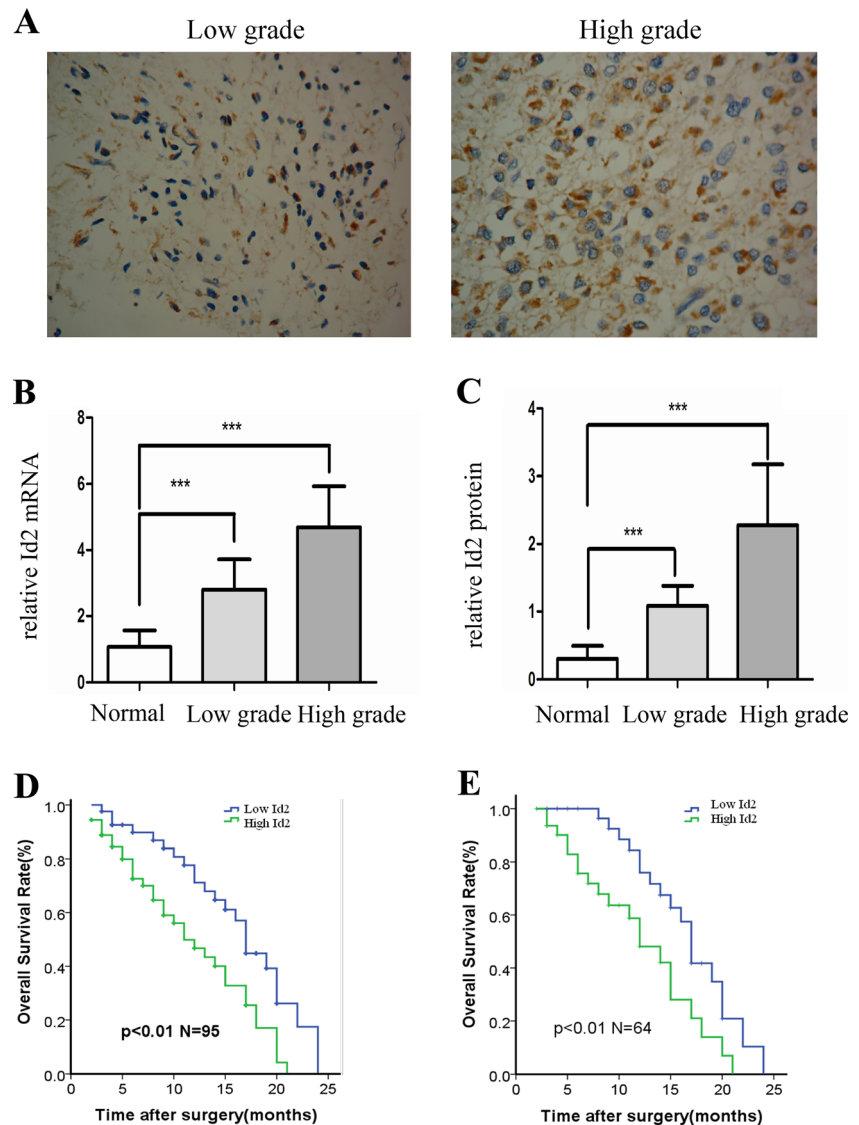 A
Low grade
High grade
B
relative Id2 mRNA
8
6
4
2
0
***
***
Normal
Low grade
High grade
C
relative Id2 protein
4
3
2
1
0
***
***
Normal
Low grade
High grade
D
Overall Survival Rate(%)
1.0
0.8
0.6
0.4
0.2
0.0
Low Id2
High Id2
p<0.01 N=95
0 5 10 15 20 25
Time after surgery(months)
E
Overall Survival Rate(%)
1.0
0.8
0.6
0.4
0.2
0.0
Low Id2
High Id2
p<0.01 N=64
0 5 10 15 20 25
Time after surgery(months)